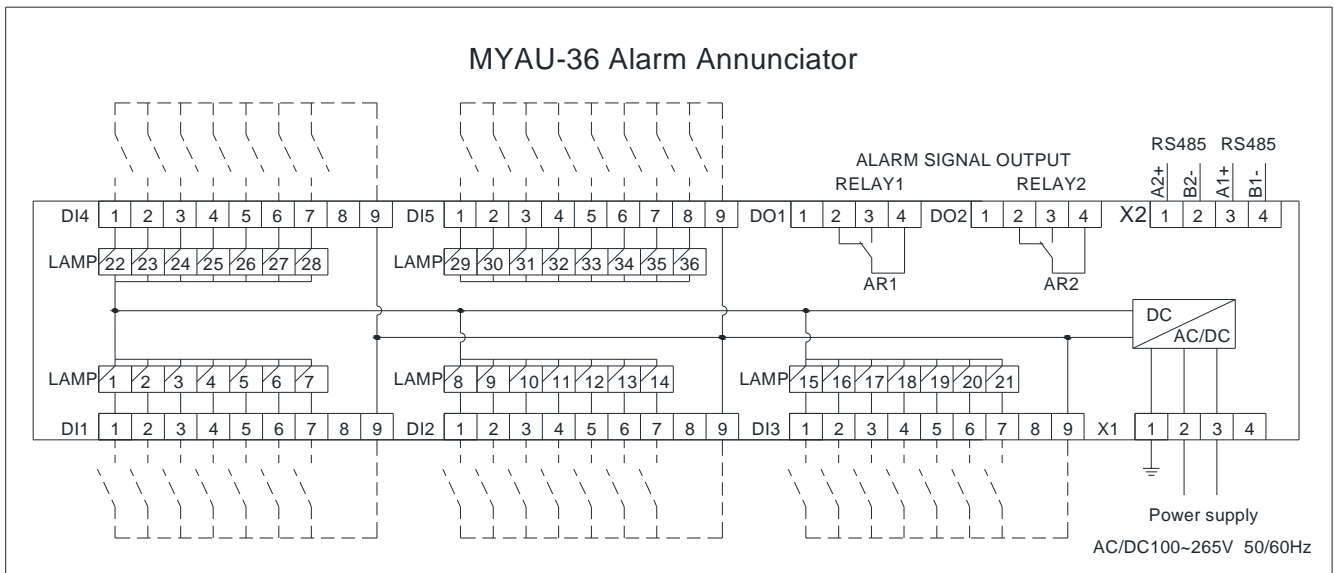 MYAU-36 Alarm Annunciator
RS485 RS485
ALARM SIGNAL OUTPUT
RELAY1 RELAY2
A2+ B2- A1+ B1-
DI4 1 2 3 4 5 6 7 8 9 DI5 1 2 3 4 5 6 7 8 9 DO1 1 2 3 4 DO2 1 2 3 4 X2 1 2 3 4
LAMP 22 23 24 25 26 27 28 LAMP 29 30 31 32 33 34 35 36
AR1 AR2
DC
AC/DC
LAMP 1 2 3 4 5 6 7 LAMP 8 9 10 11 12 13 14 LAMP 15 16 17 18 19 20 21
DI1 1 2 3 4 5 6 7 8 9 DI2 1 2 3 4 5 6 7 8 9 DI3 1 2 3 4 5 6 7 8 9 X1 1 2 3 4
Power supply
AC/DC100~265V 50/60Hz